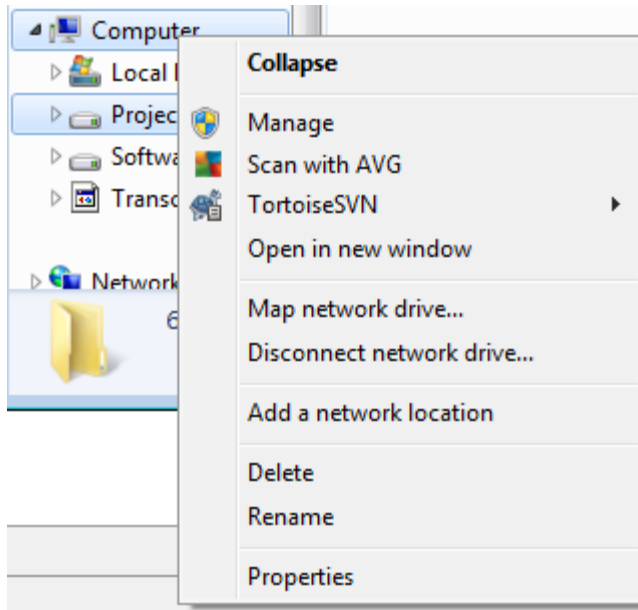 Computer
Local
Projec
Softwa
Transc
Network
6
Collapse
Manage
Scan with AVG
TortoiseSVN
Open in new window
Map network drive...
Disconnect network drive...
Add a network location
Delete
Rename
Properties